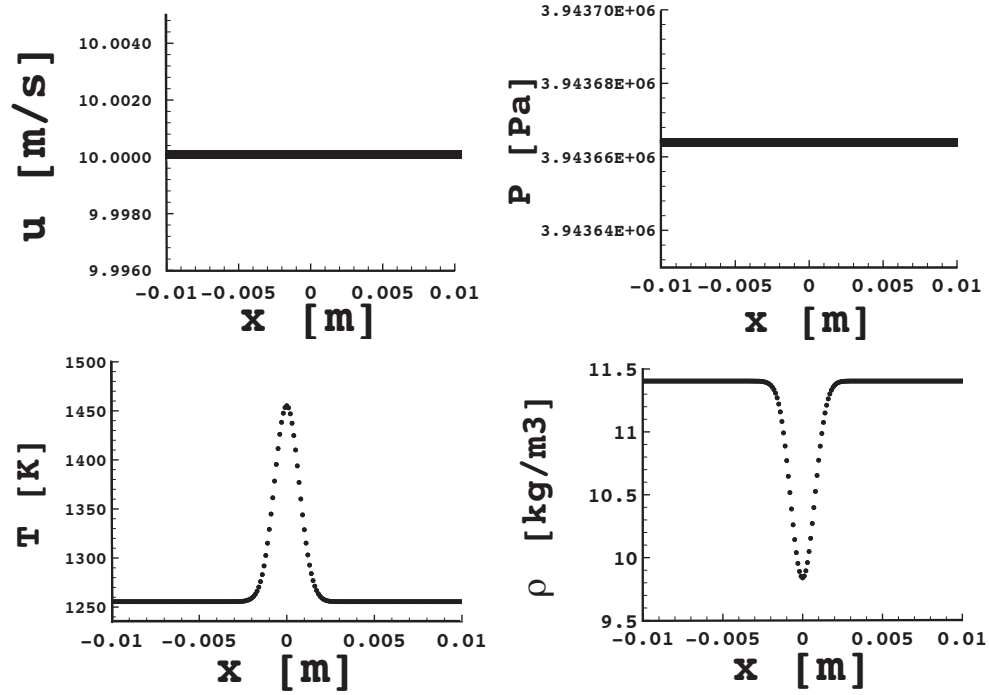 10.0040
10.0020
10.0000
9.9980
9.9960
u [m/s]
-0.01 -0.005 0 0.005 0.01
x [m]
3.94370E+06
3.94368E+06
3.94366E+06
3.94364E+06
P [Pa]
-0.01 -0.005 0 0.005 0.01
x [m]
1500
1450
1400
1350
1300
1250
T [K]
-0.01 -0.005 0 0.005 0.01
x [m]
11.5
11
10.5
10
9.5
ρ [kg/m3]
-0.01 -0.005 0 0.005 0.01
x [m]